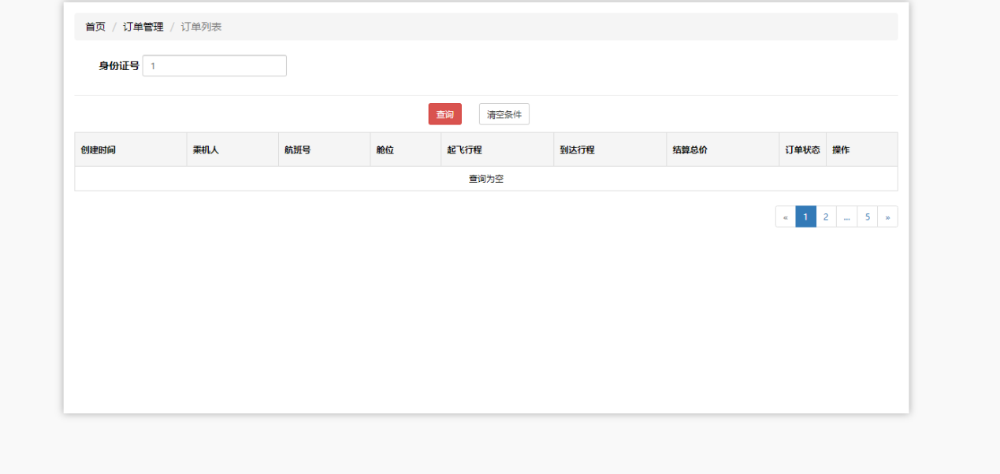 首页 / 订单管理 / 订单列表
身份证号 1
查询 清空条件
创建时间 乘机人 航班号 舱位 起飞行程 到达行程 结算总价 订单状态 操作
查询为空
« 1 2 ... 5 »